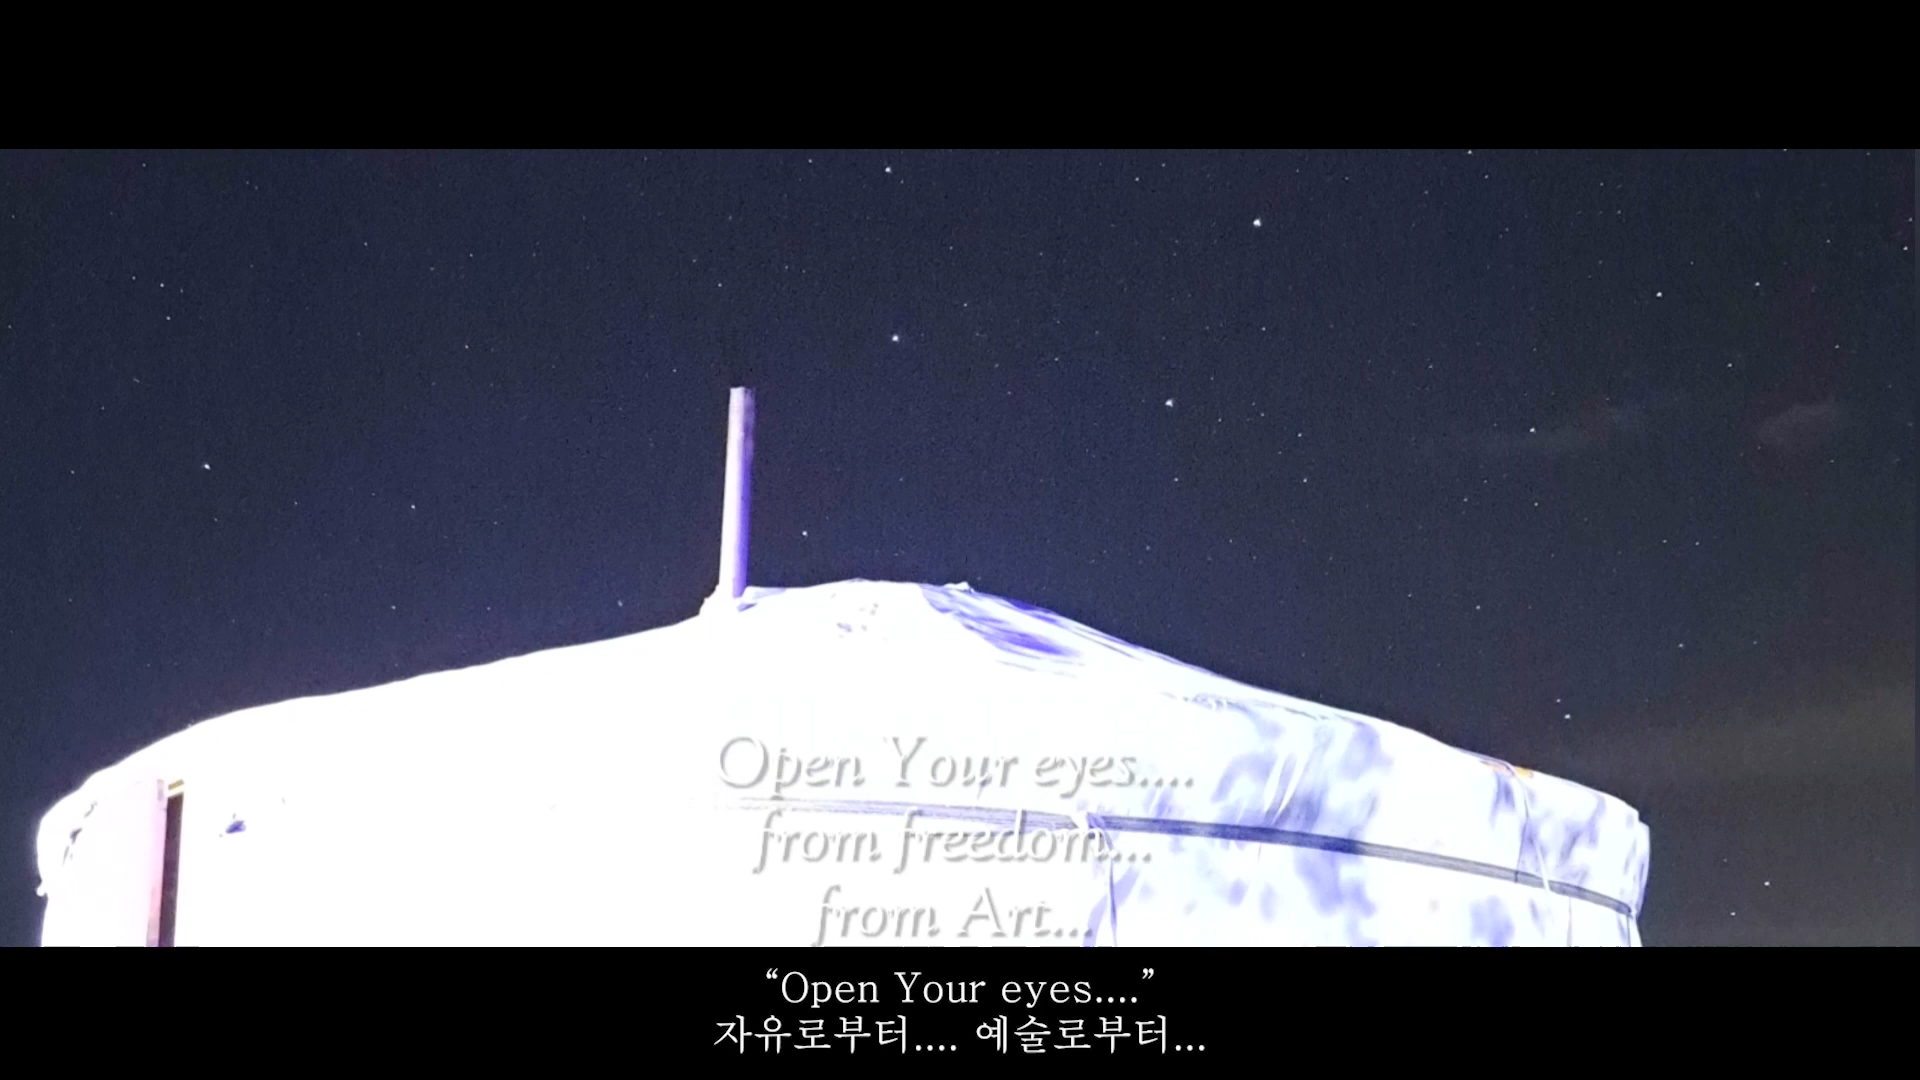 Open Your eyes....
from freedom...
from Art...
“Open Your eyes....”
자유로부터.... 예술로부터...